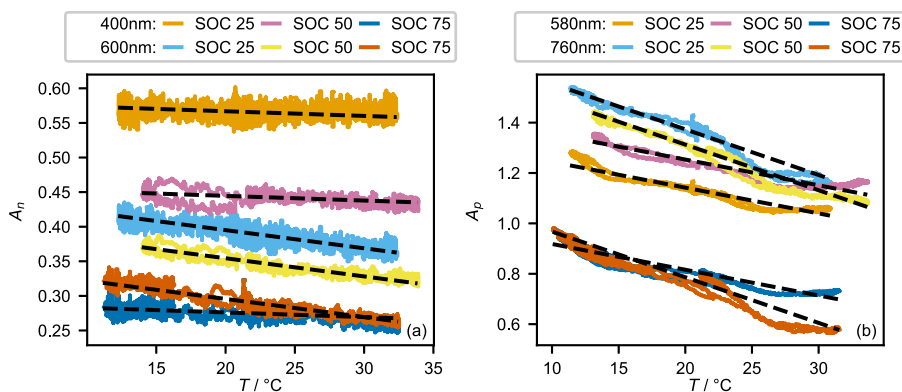 400nm: SOC 25 SOC 50 SOC 75
600nm: SOC 25 SOC 50 SOC 75
580nm: SOC 25 SOC 50 SOC 75
760nm: SOC 25 SOC 50 SOC 75
0.60
0.55
0.50
0.45
0.40
0.35
0.30
0.25
An
(a)
15 20 25 30 35
T / °C
1.4
1.2
1.0
0.8
0.6
Ap
(b)
10 15 20 25 30
T / °C